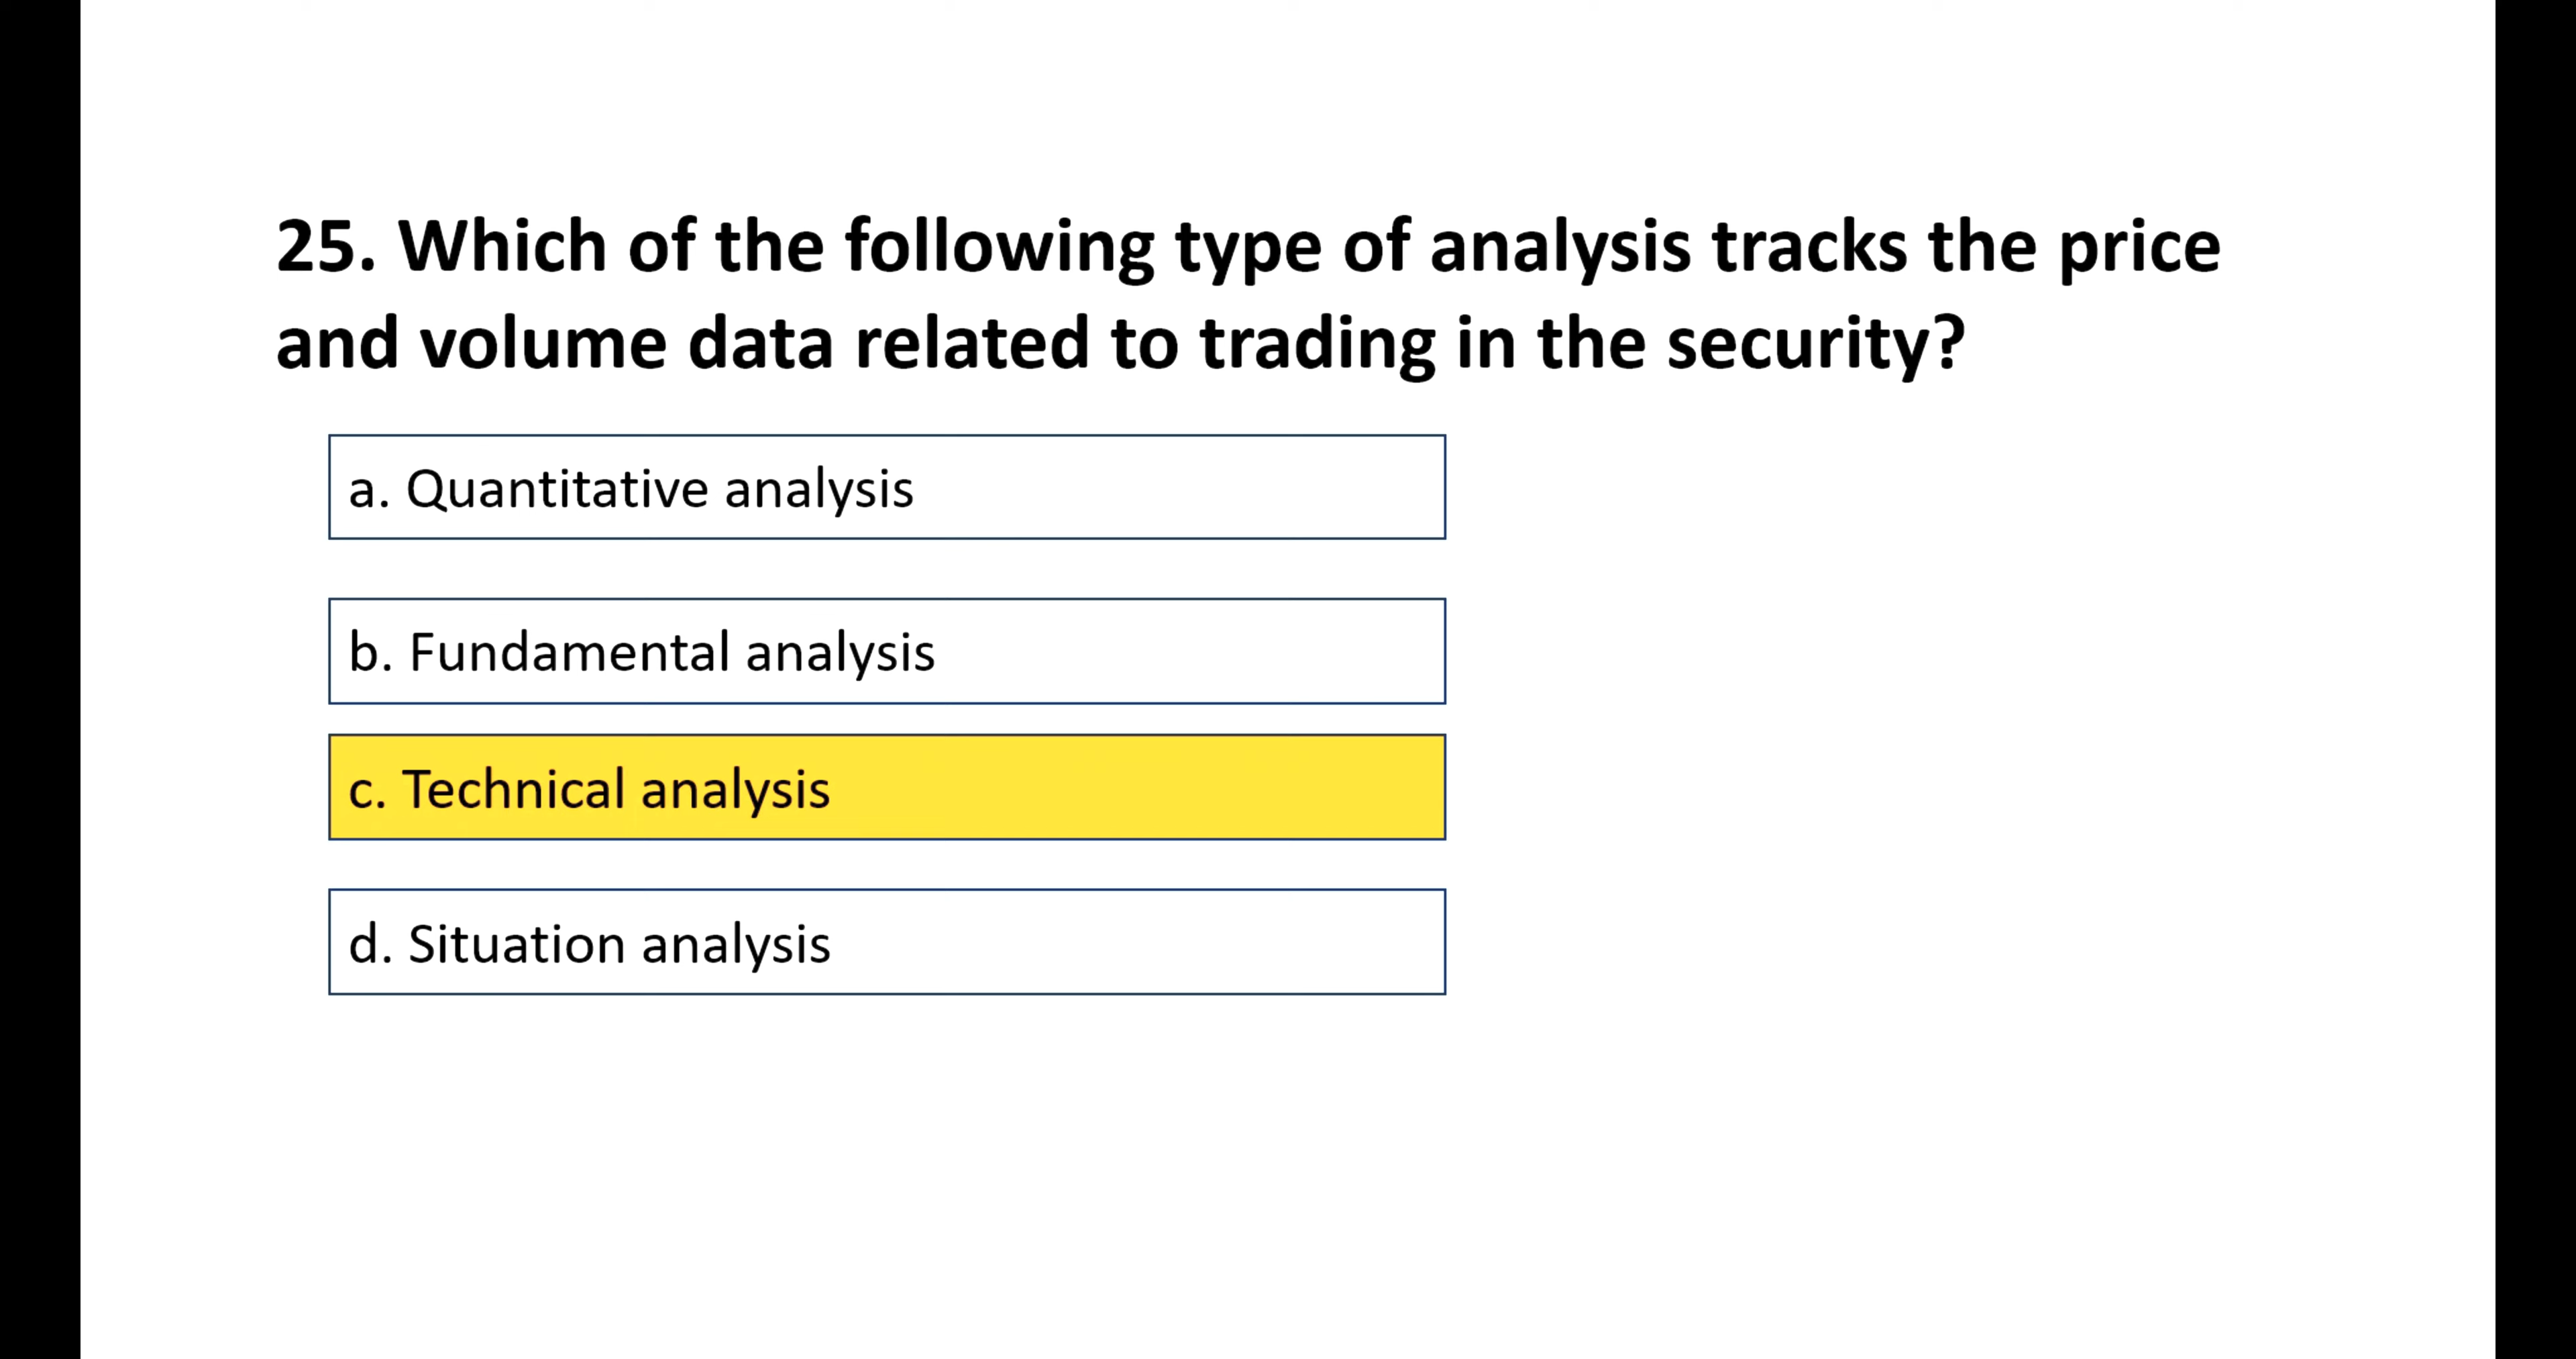 25. Which of the following type of analysis tracks the price
and volume data related to trading in the security?
a. Quantitative analysis
b. Fundamental analysis
c. Technical analysis
d. Situation analysis